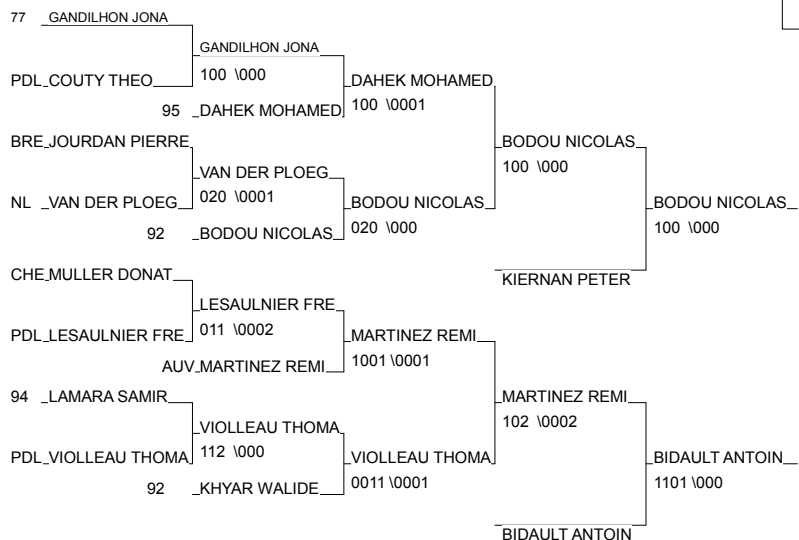 77 GANDILHON JONA
GANDILHON JONA
PDL COUTY THEO 100 \000 DAHEK MOHAMED
95 DAHEK MOHAMED 100 \0001
BRE JOURDAN PIERRE BODOU NICOLAS
VAN DER PLOEG 100 \000
NL VAN DER PLOEG 020 \0001 BODOU NICOLAS BODOU NICOLAS
92 BODOU NICOLAS 020 \000 100 \000
CHE MULLER DONAT KIERNAN PETER
LESAULNIER FRE
PDL LESAULNIER FRE 011 \0002 MARTINEZ REMI
AUV MARTINEZ REMI 1001 \0001
94 LAMARA SAMIR MARTINEZ REMI
VIOLLEAU THOMA 102 \0002
PDL VIOLLEAU THOMA 112 \000 VIOLLEAU THOMA BIDAULT ANTOIN
92 KHYAR WALIDE 0011 \0001 1101 \000
BIDAULT ANTOIN